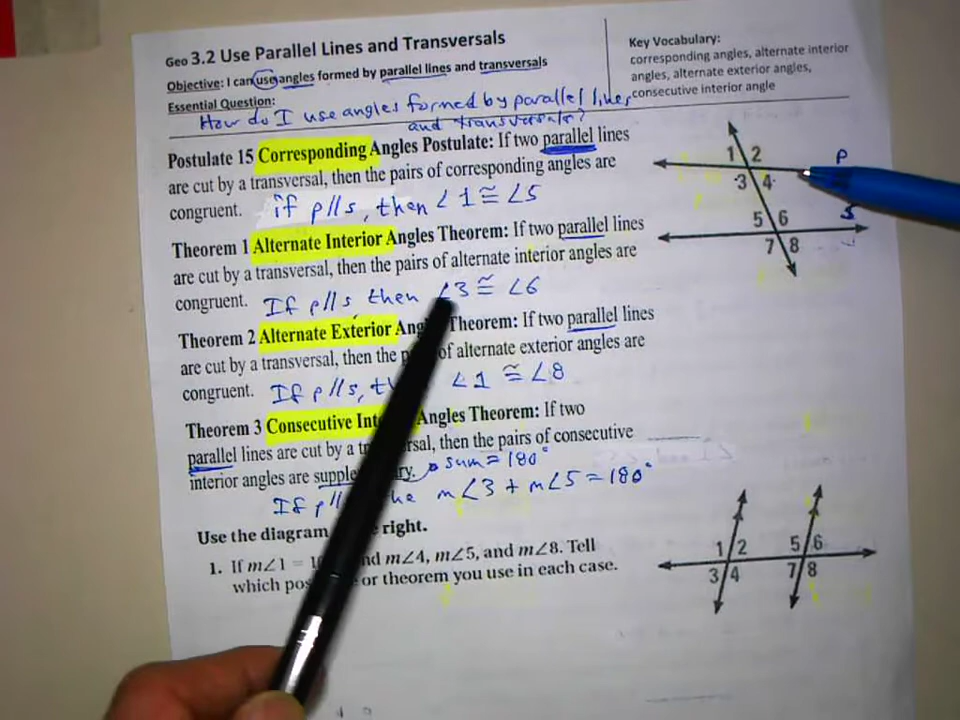 Geo 3.2 Use Parallel Lines and Transversals
Objective: I can use angles formed by parallel lines and transversals
Essential Question:
How do I use angles formed by parallel lines
and transversals?
Key Vocabulary:
corresponding angles, alternate interior
angles, alternate exterior angles,
consecutive interior angle
Postulate 15 Corresponding Angles Postulate: If two parallel lines
are cut by a transversal, then the pairs of corresponding angles are
congruent. if p∥s, then ∠1≅∠5
Theorem 1 Alternate Interior Angles Theorem: If two parallel lines
are cut by a transversal, then the pairs of alternate interior angles are
congruent. If p∥s then ∠3≅∠6
Theorem 2 Alternate Exterior Theorem: If two parallel lines
are cut by a transversal, then the of alternate exterior angles are
congruent. If p∥s, ∠1≅∠8
Theorem 3 Consecutive Angles Theorem: If two
parallel lines are cut by a then the pairs of consecutive
interior angles are sum=180°
If m∠3+m∠5=180°
Use the diagram right.
1. If m∠1 = m∠4, m∠5, and m∠8. Tell
which or theorem you use in each case.
1 2 P
3 4
5 6 S
7 8
1 2 5 6
3 4 7 8